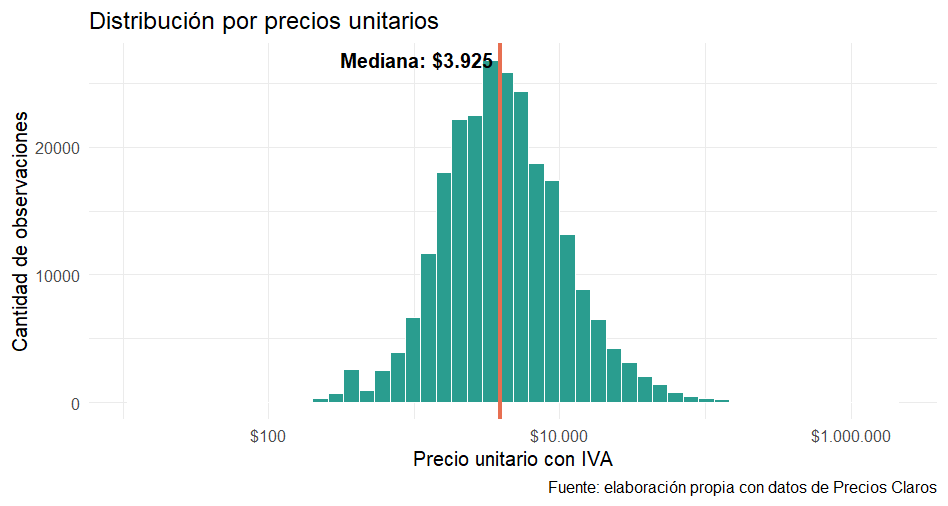 Distribución por precios unitarios
Mediana: $3.925
Cantidad de observaciones
20000
10000
0
$100
$10.000
$1.000.000
Precio unitario con IVA
Fuente: elaboración propia con datos de Precios Claros